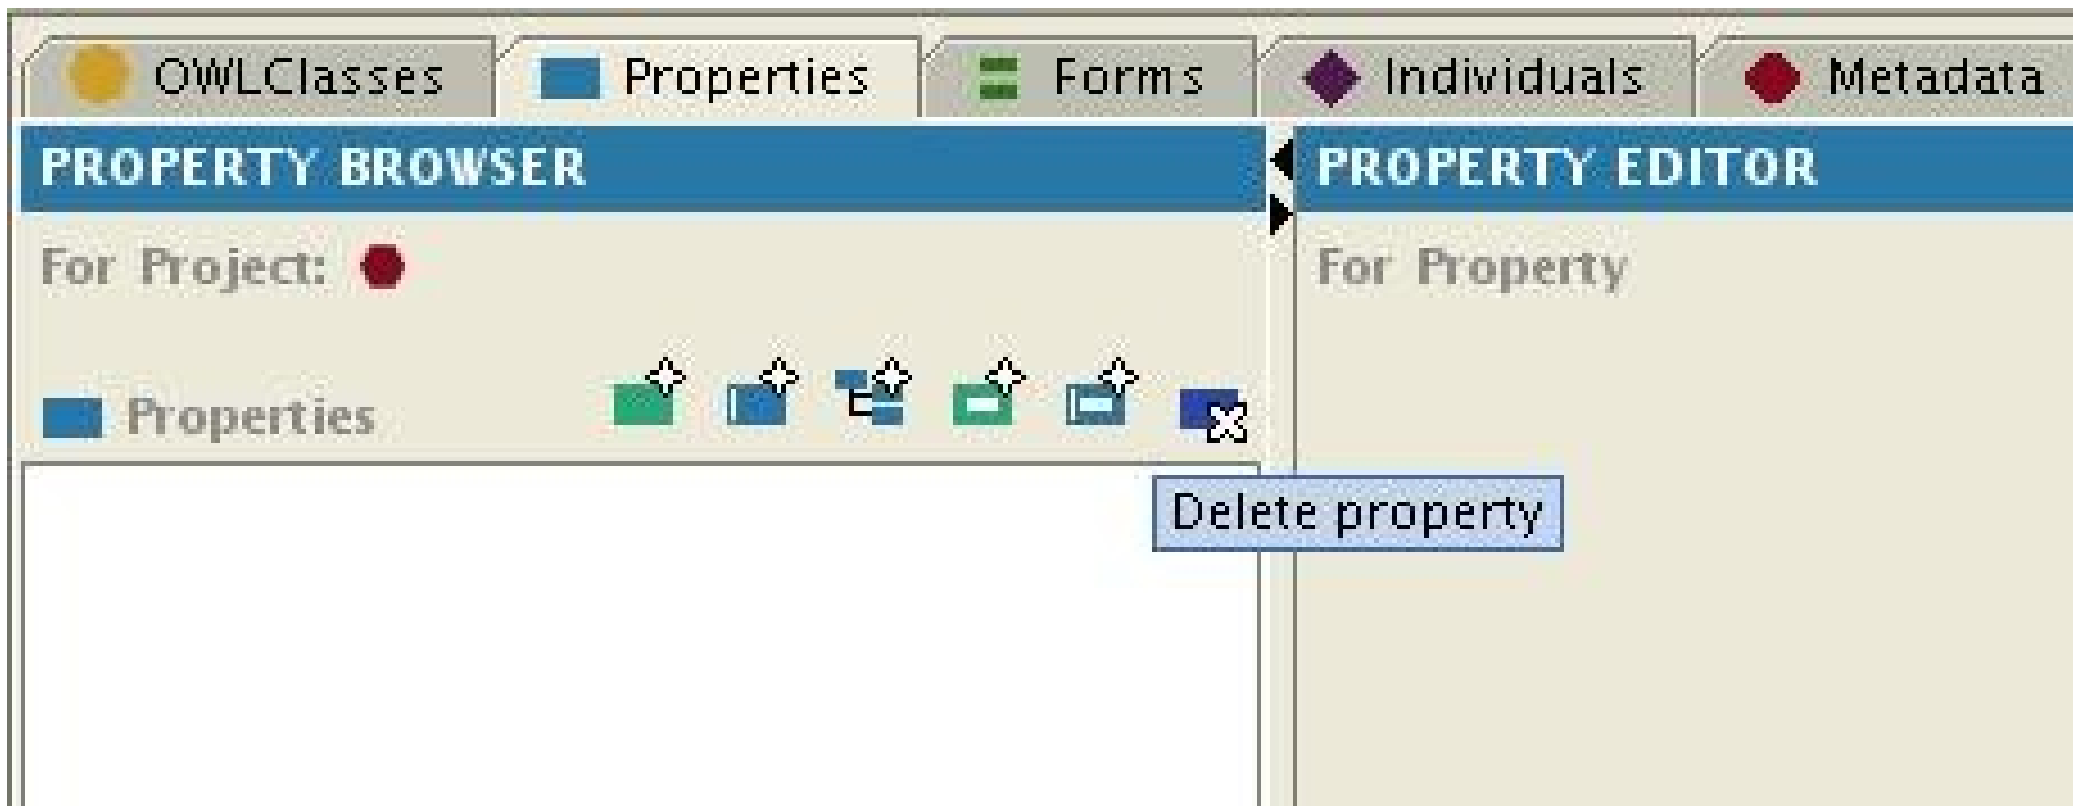 OWLClasses Properties Forms Individuals Metadata
PROPERTY BROWSER
For Project:
Properties
PROPERTY EDITOR
For Property
Delete property